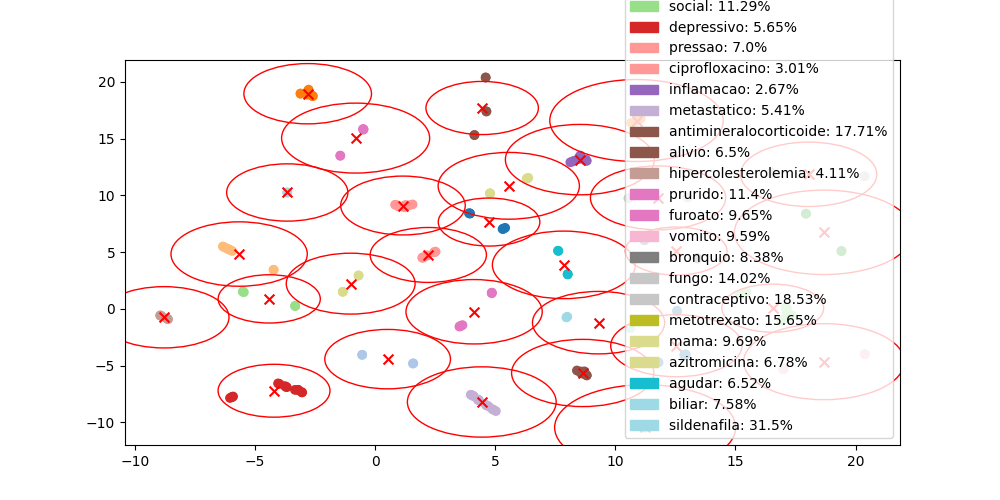 social: 11.29%
depressivo: 5.65%
pressao: 7.0%
ciprofloxacino: 3.01%
inflamacao: 2.67%
metastatico: 5.41%
antimineralocorticoide: 17.71%
alivio: 6.5%
hipercolesterolemia: 4.11%
prurido: 11.4%
furoato: 9.65%
vomito: 9.59%
bronquio: 8.38%
fungo: 14.02%
contraceptivo: 18.53%
metotrexato: 15.65%
mama: 9.69%
azitromicina: 6.78%
agudar: 6.52%
biliar: 7.58%
sildenafila: 31.5%
20
15
10
5
0
−5
−10
−10 −5 0 5 10 15 20